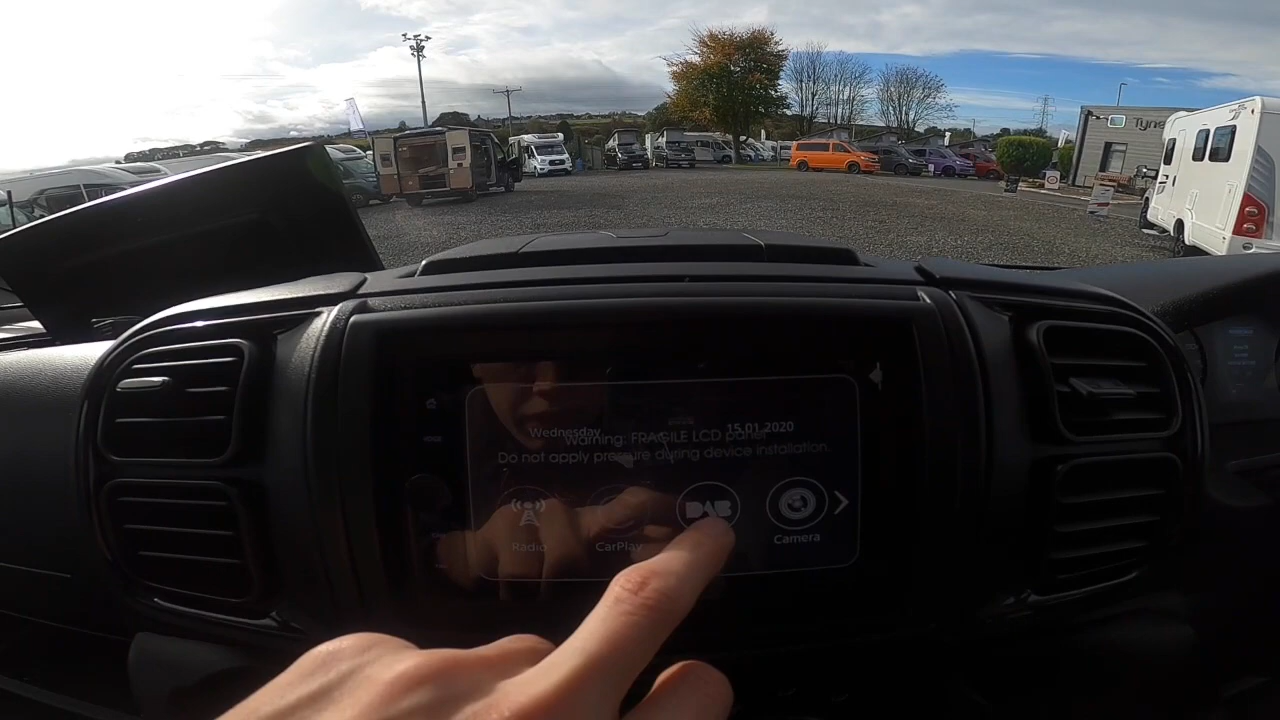 Tyne
Wednesday
15.01.2020
Warning: FRAGILE LCD panel
Do not apply pressure during device installation.
DAB
Radio
CarPlay
Camera